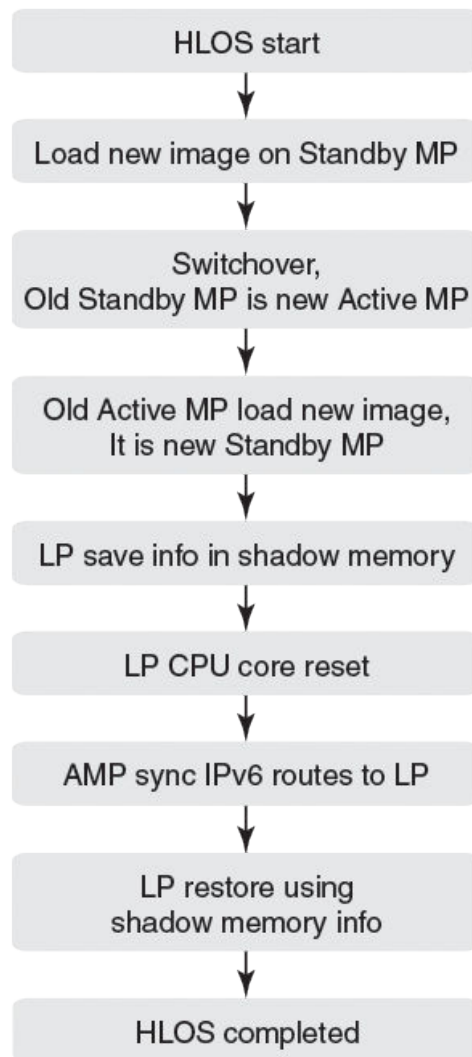 HLOS start
Load new image on Standby MP
Switchover,
Old Standby MP is new Active MP
Old Active MP load new image,
It is new Standby MP
LP save info in shadow memory
LP CPU core reset
AMP sync IPv6 routes to LP
LP restore using
shadow memory info
HLOS completed